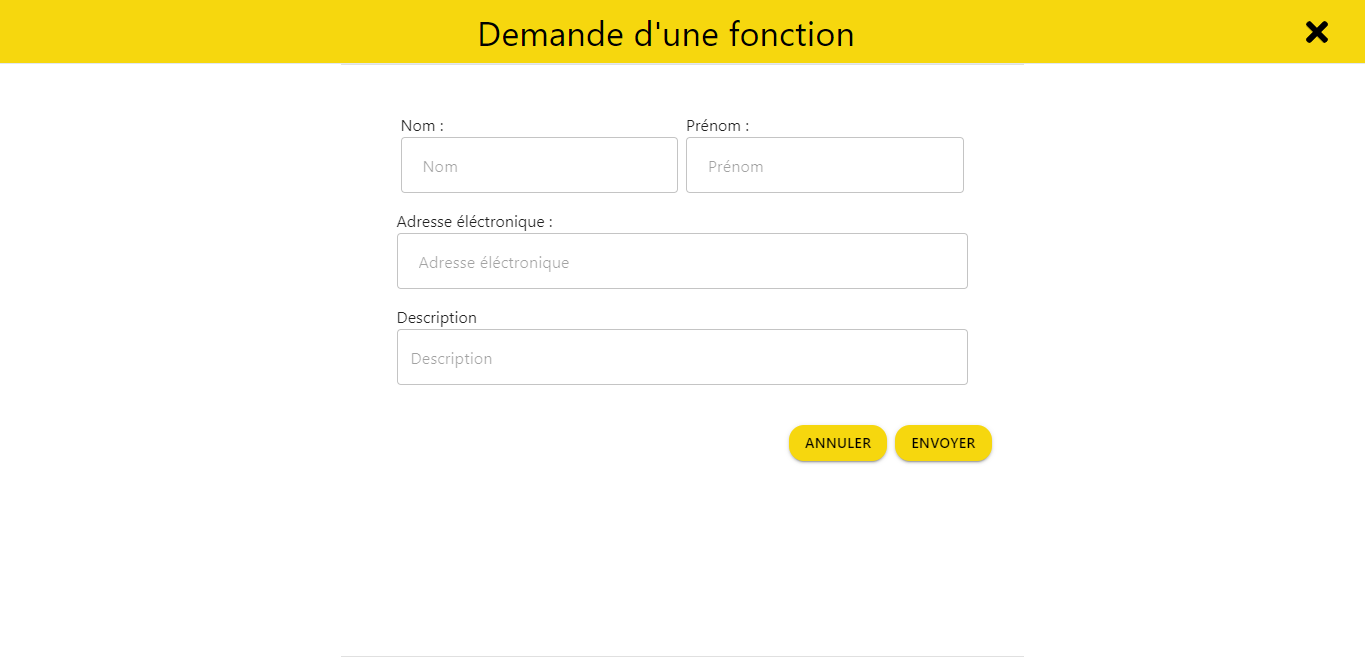 Demande d'une fonction
Nom : Prénom :
Nom Prénom
Adresse éléctronique :
Adresse éléctronique
Description
Description
ANNULER ENVOYER